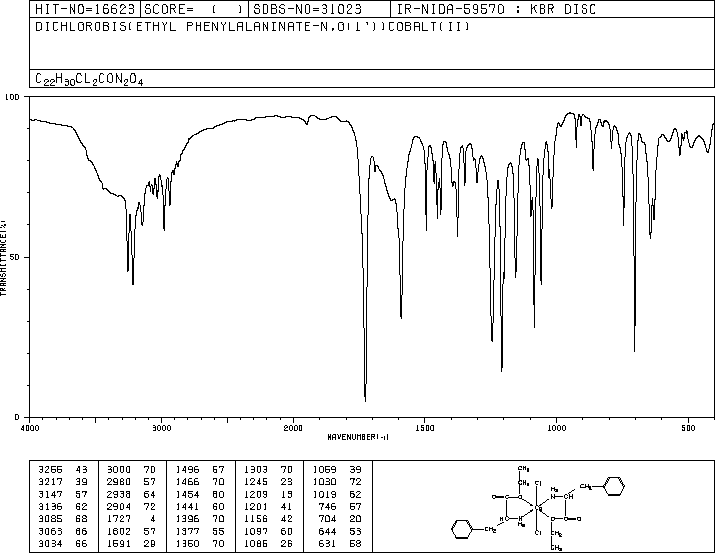 HIT-NO=16623 SCORE= ( ) SDBS-NO=31023 IR-NIDA-59570 : KBR DISC
DICHLOROBIS(ETHYL PHENYLALANINATE-N,O(1'))COBALT(II)
C22H30CL2CON2O4
100
50
0
TRANSMITTANCE(%)
4000 3000 2000 1500 1000 500
WAVENUMBER(-1)
3266 43 3000 70 1496 67 1303 70 1069 39
3217 39 2980 57 1466 70 1245 23 1030 72
3147 57 2938 64 1454 60 1209 13 1019 62
3136 62 2904 72 1441 60 1201 41 746 57
3085 68 1727 4 1396 70 1156 42 704 20
3063 66 1602 57 1377 55 1097 60 644 53
3034 66 1591 29 1350 70 1086 26 631 58